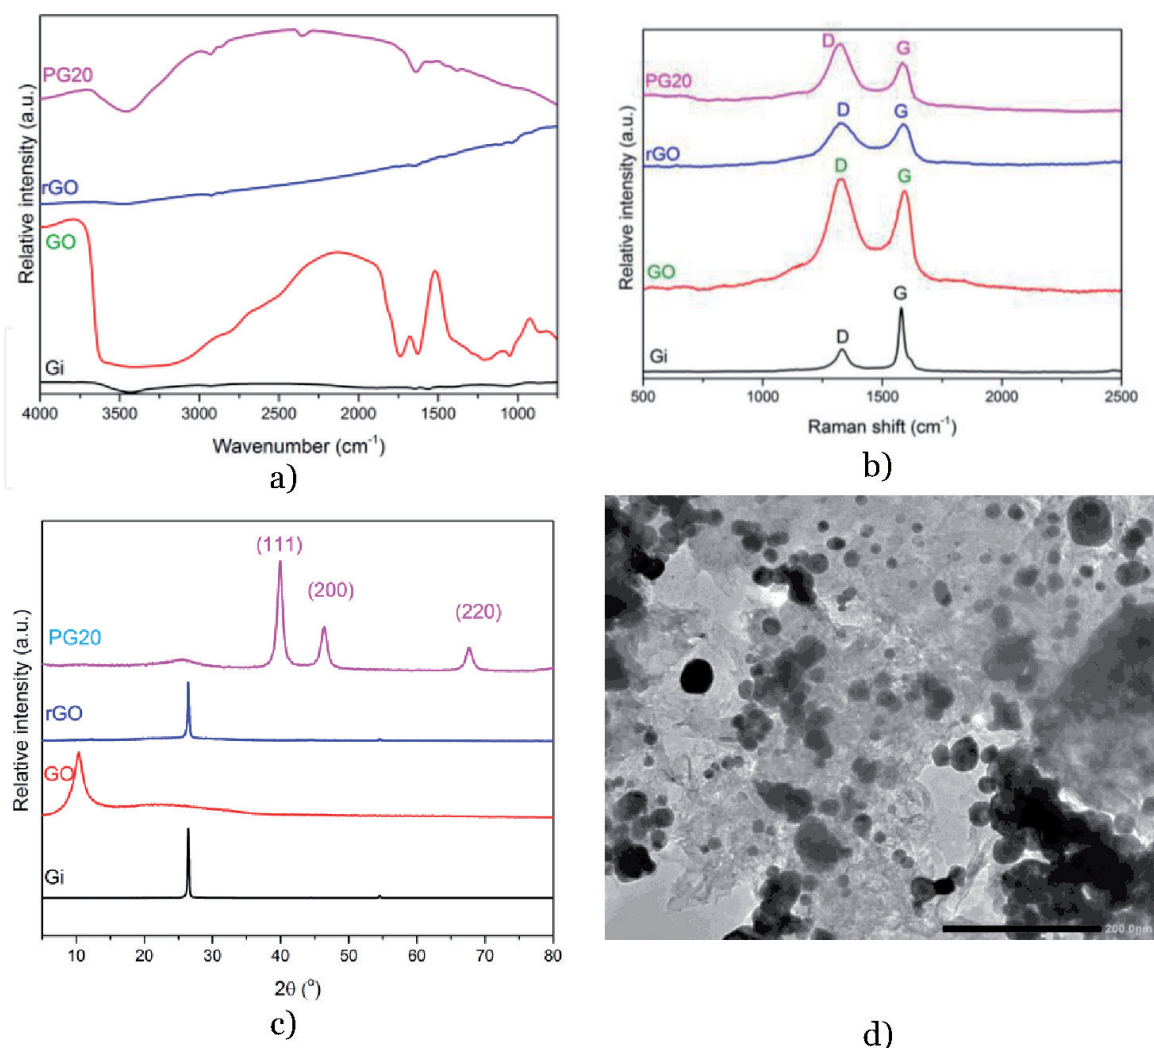 PG20
rGO
GO
Gi
Relative intensity (a.u.)
4000 3500 3000 2500 2000 1500 1000
Wavenumber (cm-1)
a)
D G
PG20
D G
rGO
D G
GO
G
D
Gi
Relative intensity (a.u.)
500 1000 1500 2000 2500
Raman shift (cm-1)
b)
(111)
(200)
(220)
PG20
rGO
GO
Gi
Relative intensity (a.u.)
10 20 30 40 50 60 70 80
2θ (°)
c)
200.0nm
d)